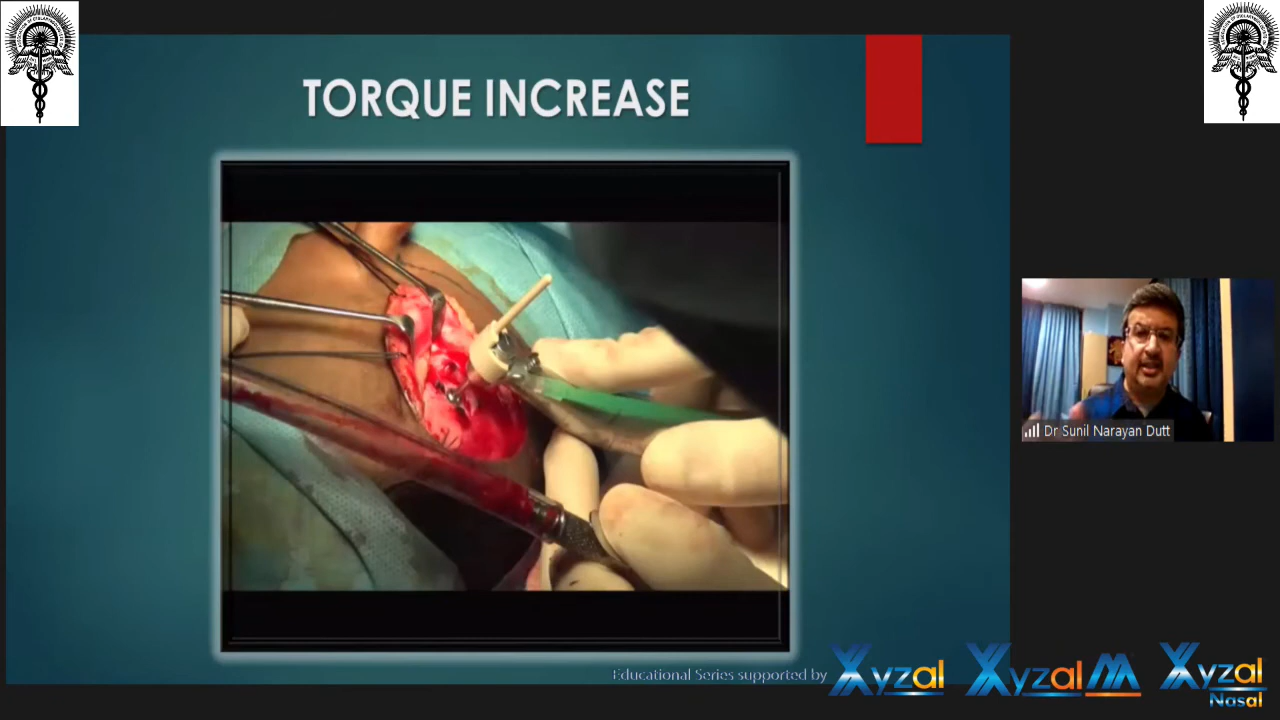 TORQUE INCREASE
Dr Sunil Narayan Dutt
Educational Series supported by
Xyzal
Xyzal M
Xyzal
Nasal